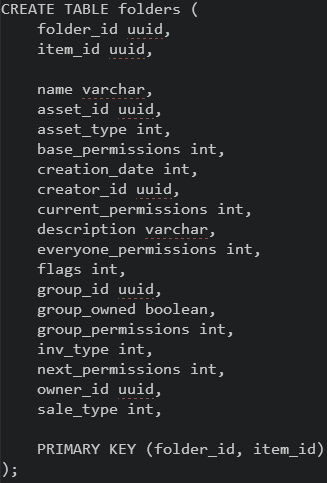 CREATE TABLE folders (
folder_id uuid,
item_id uuid,
name varchar,
asset_id uuid,
asset_type int,
base_permissions int,
creation_date int,
creator_id uuid,
current_permissions int,
description varchar,
everyone_permissions int,
flags int,
group_id uuid,
group_owned boolean,
group_permissions int,
inv_type int,
next_permissions int,
owner_id uuid,
sale_type int,
PRIMARY KEY (folder_id, item_id)
);